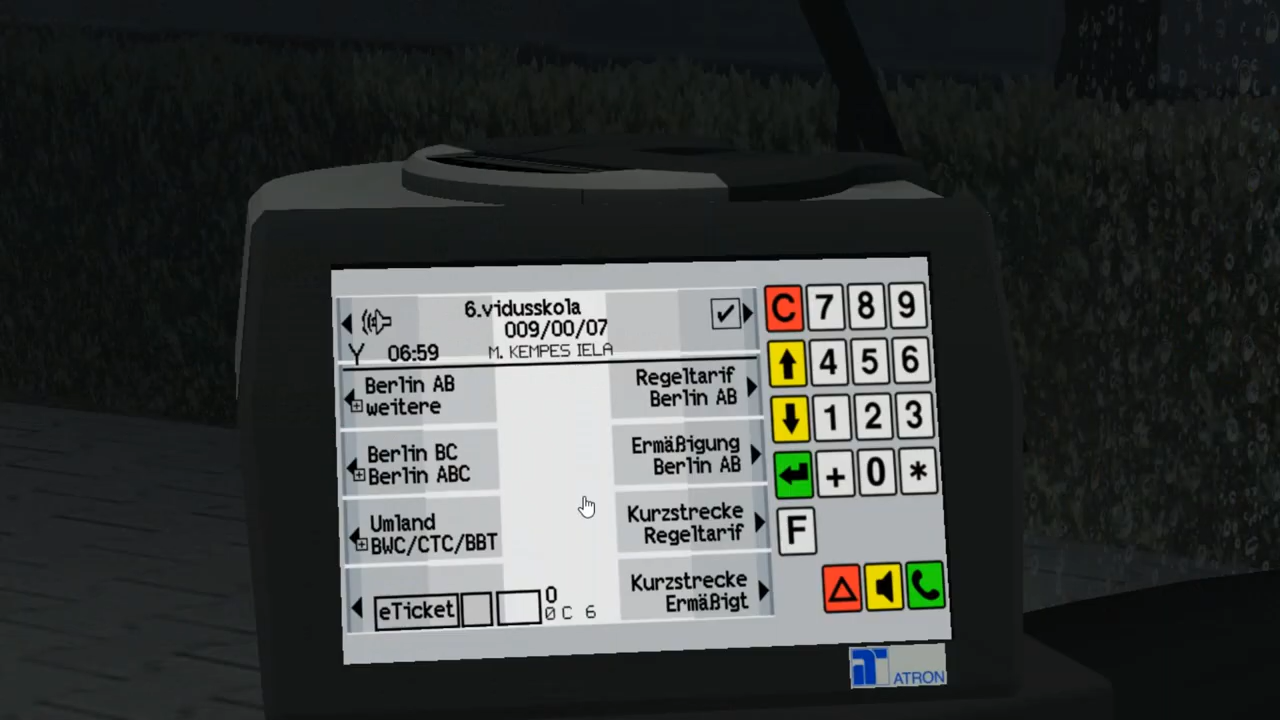 6.vidusskola
009/00/07
Y 06:59 M. KEMPES IELA
Berlin AB
weitere
Berlin BC
Berlin ABC
Umland
BWC/CTC/BBT
eTicket
0
0 C 6
Regeltarif
Berlin AB
Ermäßigung
Berlin AB
Kurzstrecke
Regeltarif
Kurzstrecke
Ermäßigt
C 7 8 9
4 5 6
1 2 3
+ 0 *
F
ATRON